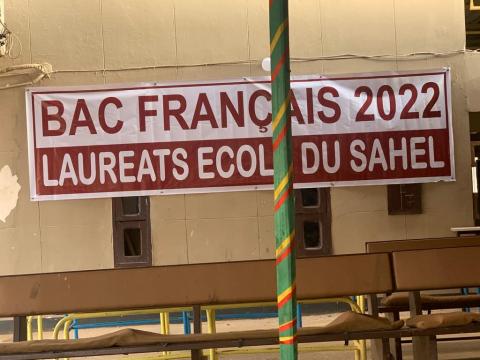 BAC FRANÇAIS 2022
LAUREATS ECOLE DU SAHEL